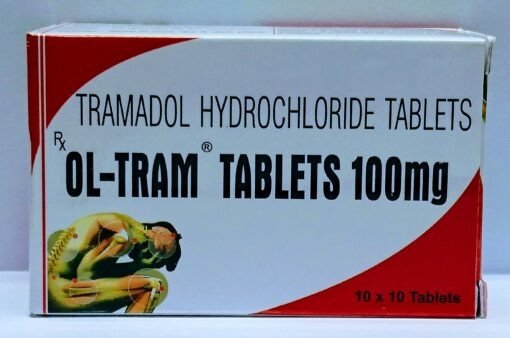 TRAMADOL HYDROCHLORIDE TABLETS
Rx
OL-TRAM® TABLETS 100mg
10 x 10 Tablets